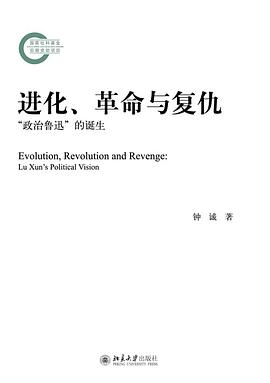 国家社科基金
后期资助项目
进化、革命与复仇
“政治鲁迅”的诞生
Evolution, Revolution and Revenge:
Lu Xun's Political Vision
钟 诚 著
北京大学出版社
PEKING UNIVERSITY PRESS